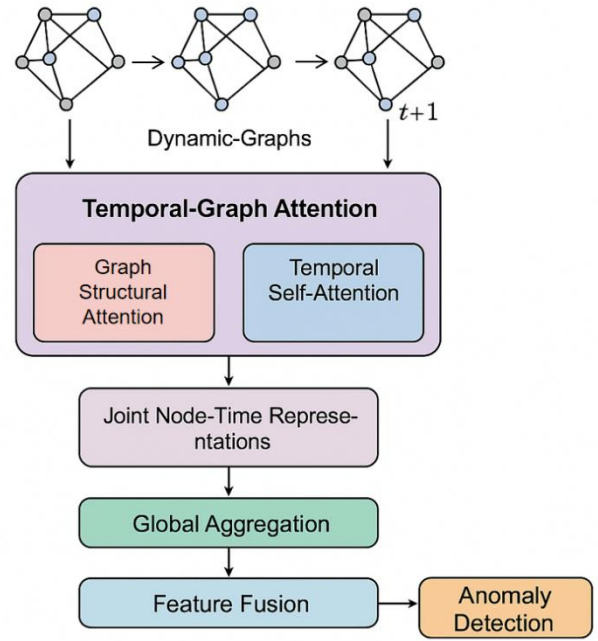 t+1
Dynamic-Graphs
Temporal-Graph Attention
Graph
Structural
Attention
Temporal
Self-Attention
Joint Node-Time Represe-
ntations
Global Aggregation
Feature Fusion
Anomaly
Detection